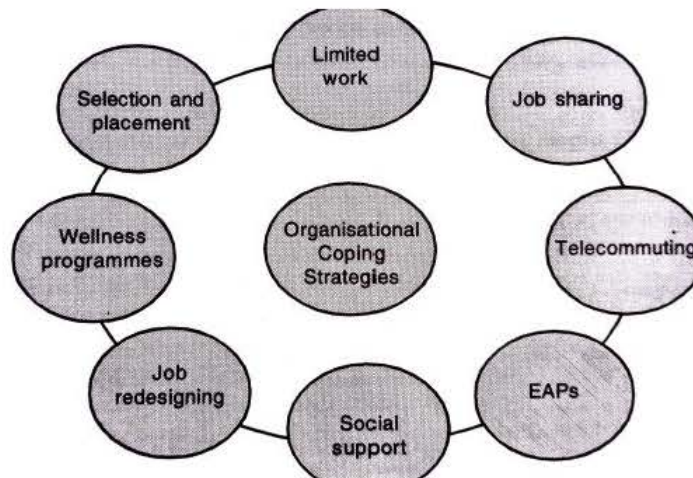 Limited
work
Job sharing
Telecommuting
EAPs
Social
support
Job
redesigning
Wellness
programmes
Selection and
placement
Organisational
Coping
Strategies